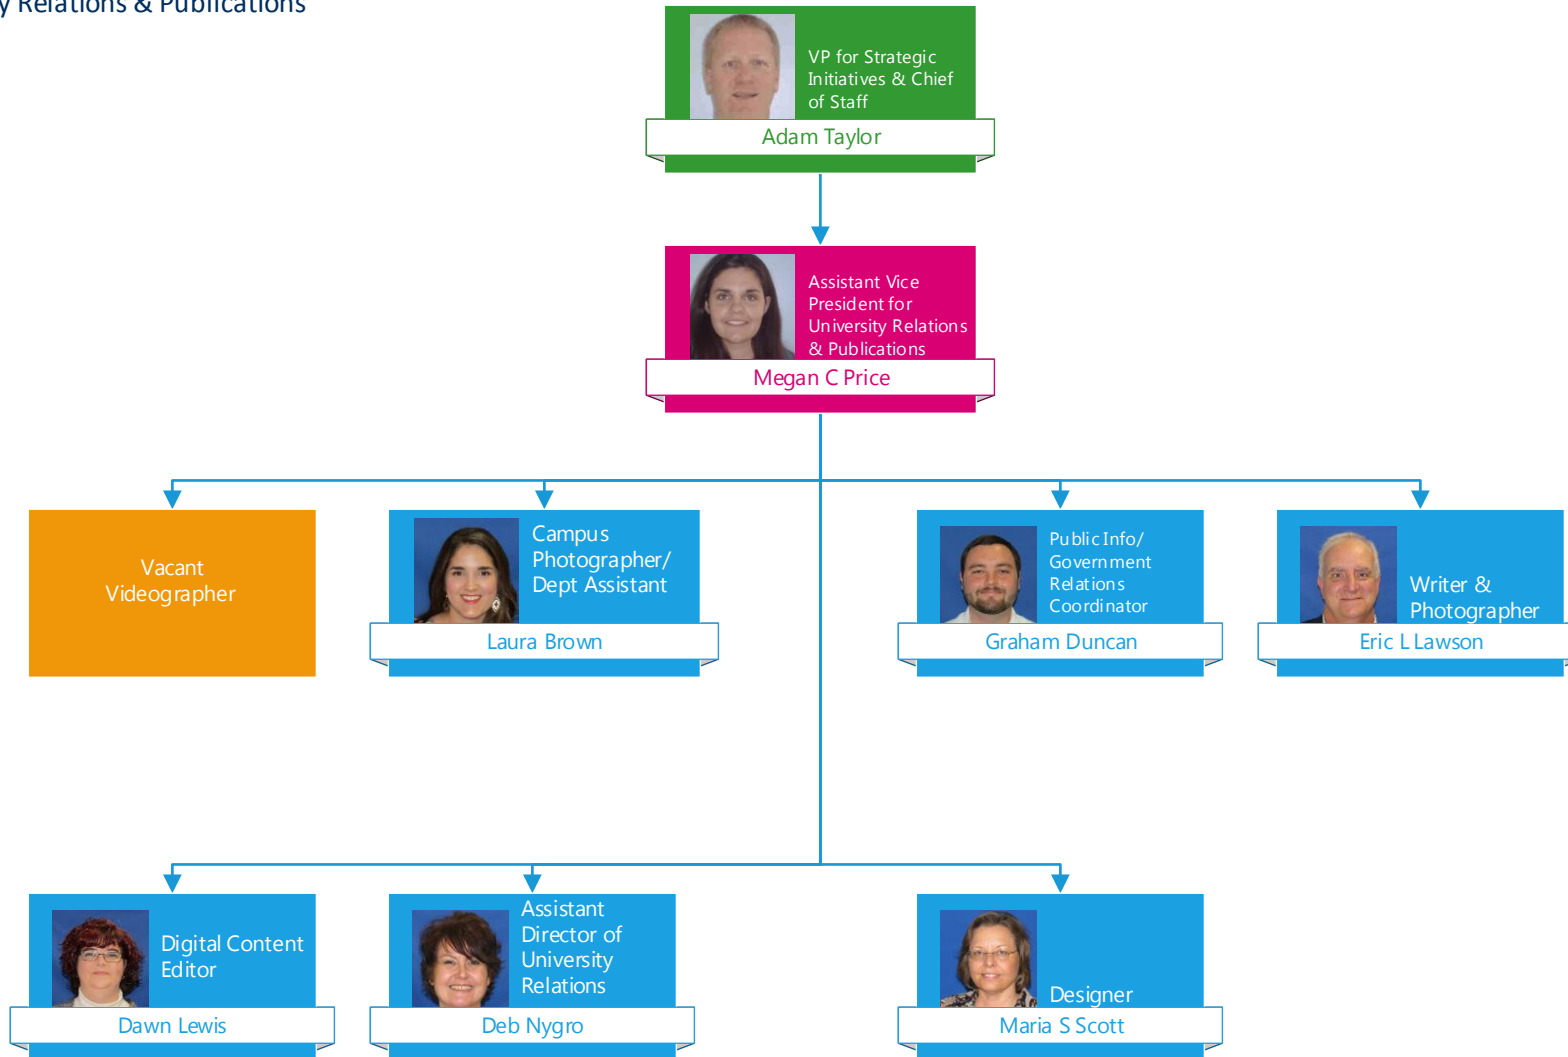 y Relations & Publications
VP for Strategic
Initiatives & Chief
of Staff
Adam Taylor
Assistant Vice
President for
University Relations
& Publications
Megan C Price
Vacant
Videographer
Campus
Photographer/
Dept Assistant
Laura Brown
Public Info/
Government
Relations
Coordinator
Graham Duncan
Writer &
Photographer
Eric L Lawson
Digital Content
Editor
Dawn Lewis
Assistant
Director of
University
Relations
Deb Nygro
Designer
Maria S Scott